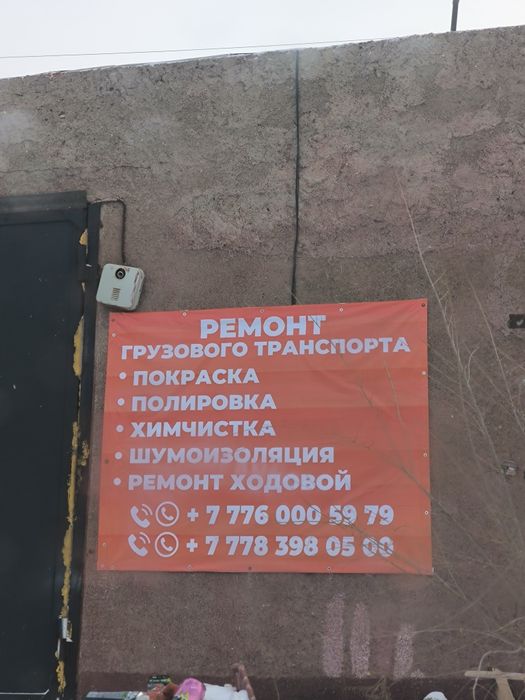 РЕМОНТ
ГРУЗОВОГО ТРАНСПОРТА
• ПОКРАСКА
• ПОЛИРОВКА
• ХИМЧИСТКА
• ШУМОИЗОЛЯЦИЯ
• РЕМОНТ ХОДОВОЙ
+ 7 776 000 59 79
+ 7 778 398 05 00